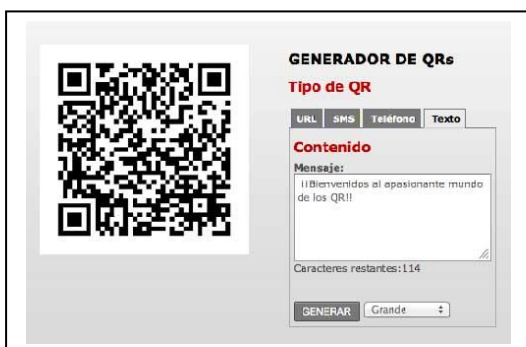 GENERADOR DE QRs
Tipo de QR
URL SMS Teléfono Texto
Contenido
Mensaje:
¡¡Bienvenidos al apasionante mundo
de los QR!!
Caracteres restantes:114
GENERAR Grande